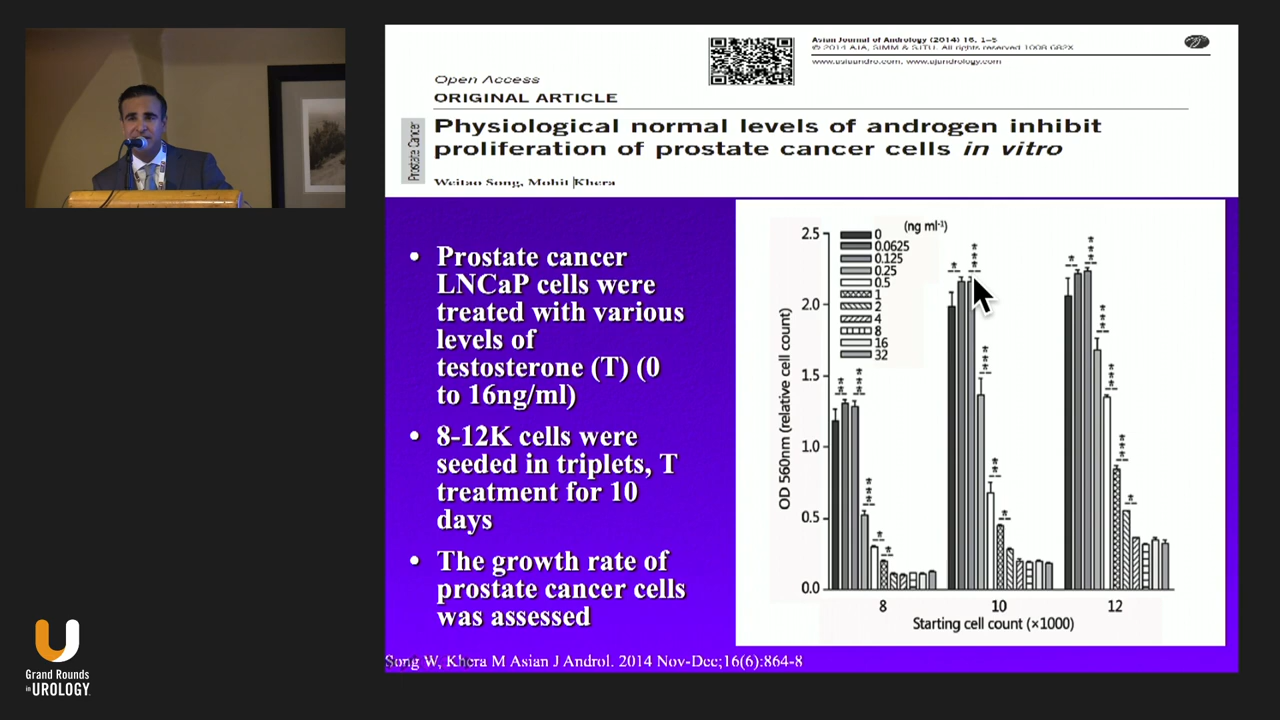 Asian Journal of Andrology (2014) 16, 1–5
© 2014 AJA, SIMM & SJTU. All rights reserved 1008-682X
www.asiaandro.com; www.ajandrology.com
Open Access
ORIGINAL ARTICLE
Prostate Cancer
Physiological normal levels of androgen inhibit
proliferation of prostate cancer cells in vitro
Weitao Song, Mohit Khera
• Prostate cancer
LNCaP cells were
treated with various
levels of
testosterone (T) (0
to 16ng/ml)
• 8-12K cells were
seeded in triplets, T
treatment for 10
days
• The growth rate of
prostate cancer cells
was assessed
(ng ml⁻¹)
0
0.0625
0.125
0.25
0.5
1
2
4
8
16
32
OD 560nm (relative cell count)
2.5
2.0
1.5
1.0
0.5
0.0
8 10 12
Starting cell count (×1000)
Song W, Khera M Asian J Androl. 2014 Nov-Dec;16(6):864-8
Grand Rounds
in UROLOGY